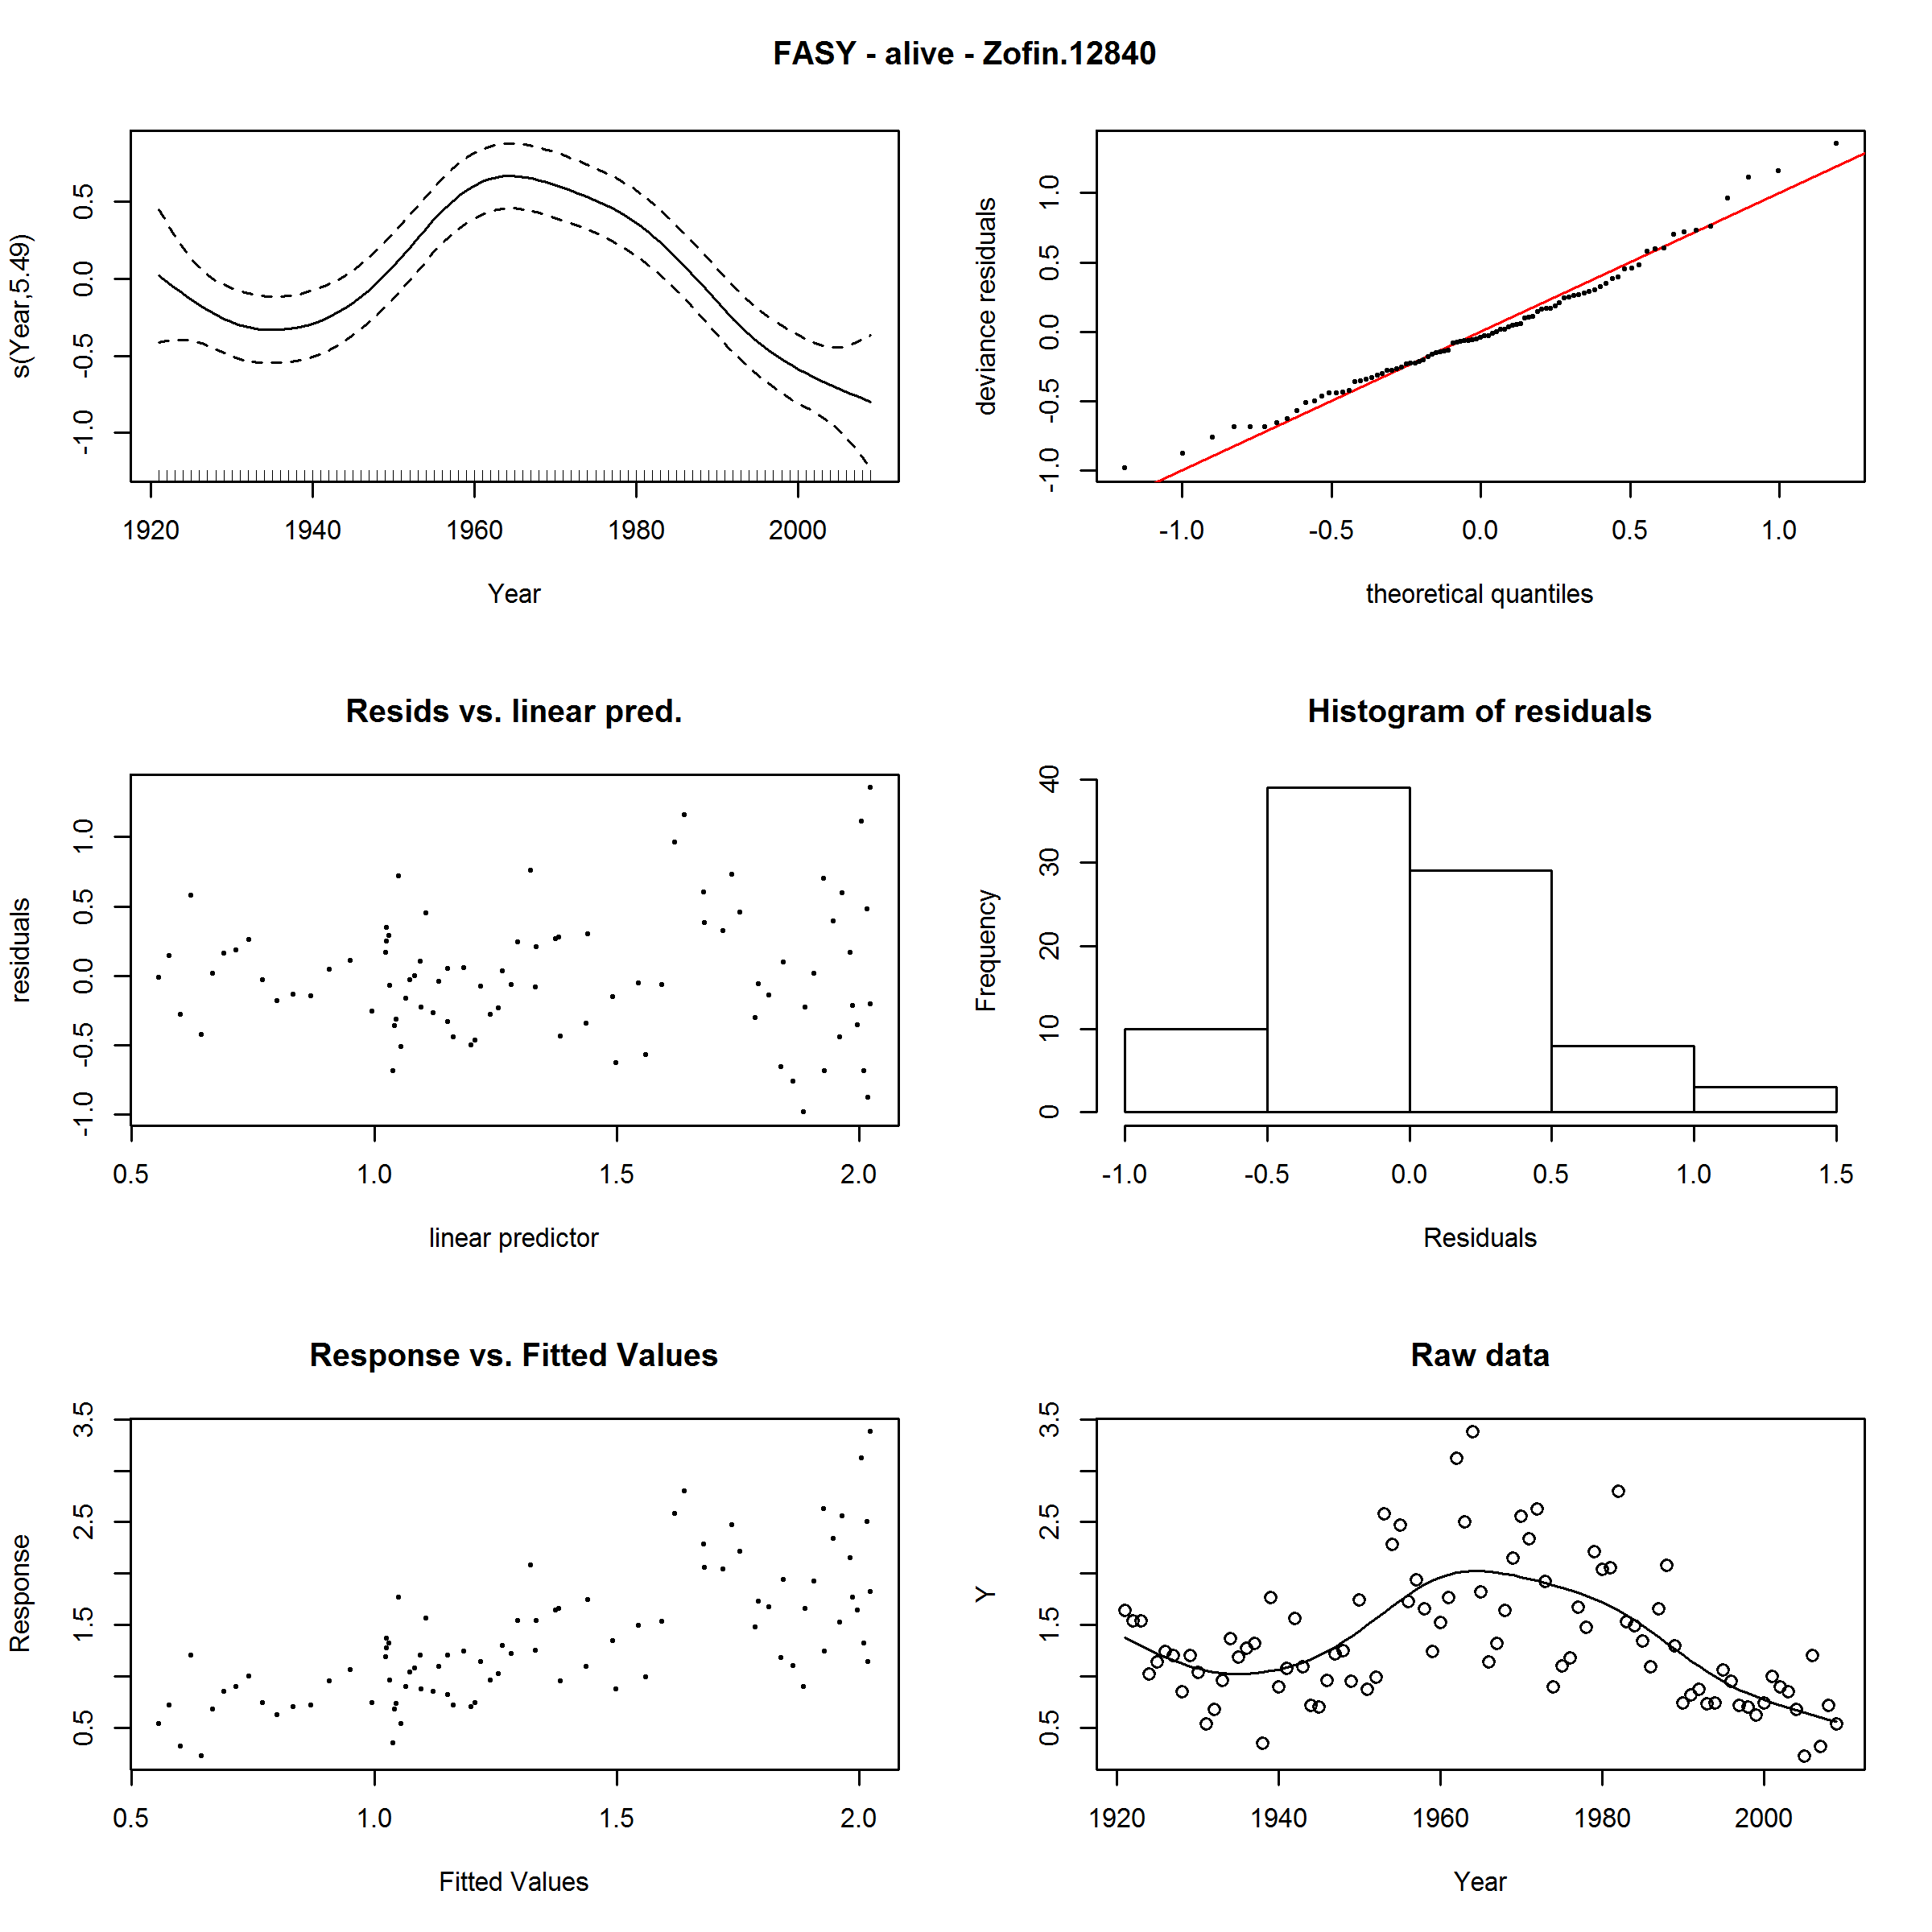 FASY - alive - Zofin.12840
s(Year,5.49)
0.5
0.0
-0.5
-1.0
1920 1940 1960 1980 2000
Year
deviance residuals
1.0
0.5
0.0
-0.5
-1.0
-1.0 -0.5 0.0 0.5 1.0
theoretical quantiles
Resids vs. linear pred.
residuals
1.0
0.5
0.0
-0.5
-1.0
0.5 1.0 1.5 2.0
linear predictor
Histogram of residuals
Frequency
40
30
20
10
0
-1.0 -0.5 0.0 0.5 1.0 1.5
Residuals
Response vs. Fitted Values
Response
3.5
2.5
1.5
0.5
0.5 1.0 1.5 2.0
Fitted Values
Raw data
Y
3.5
2.5
1.5
0.5
1920 1940 1960 1980 2000
Year